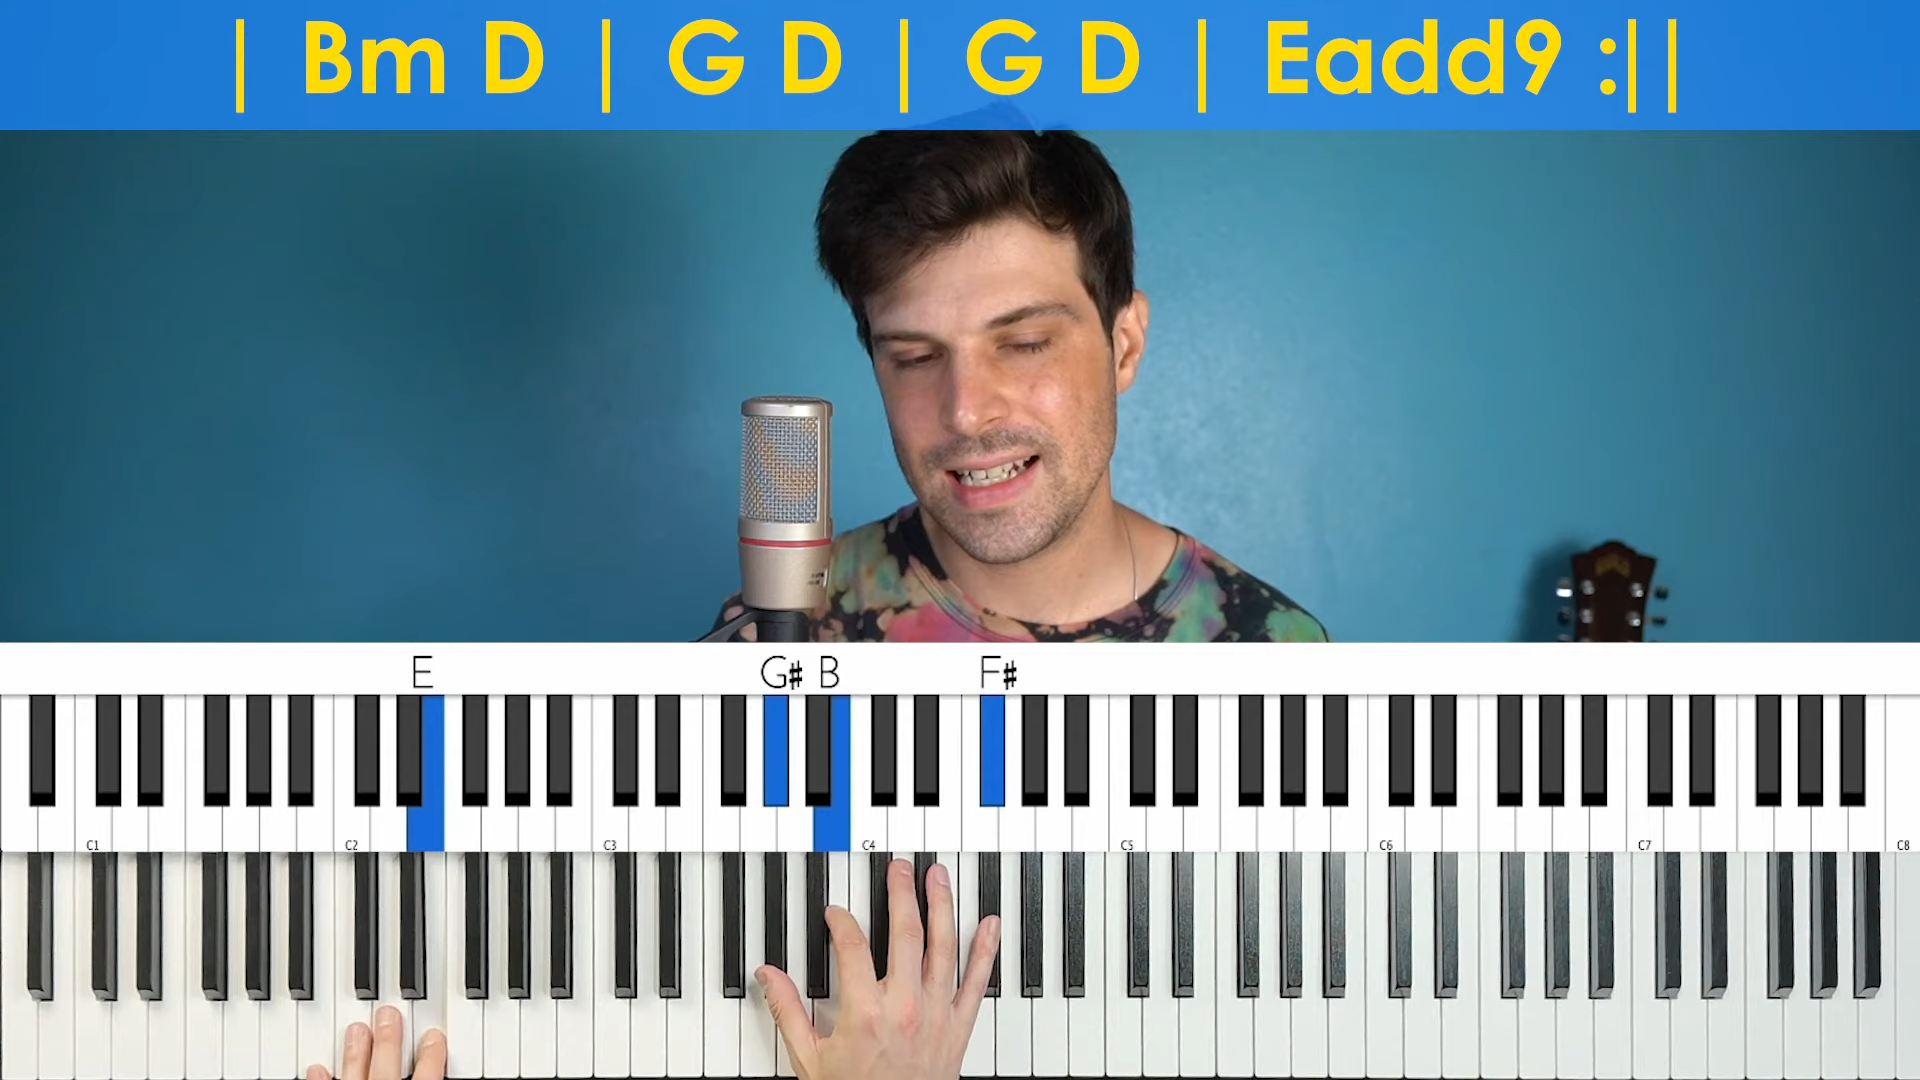 | Bm D | G D | G D | Eadd9 :||
E G# B F#
C1 C2 C3 C4 C5 C6 C7 C8